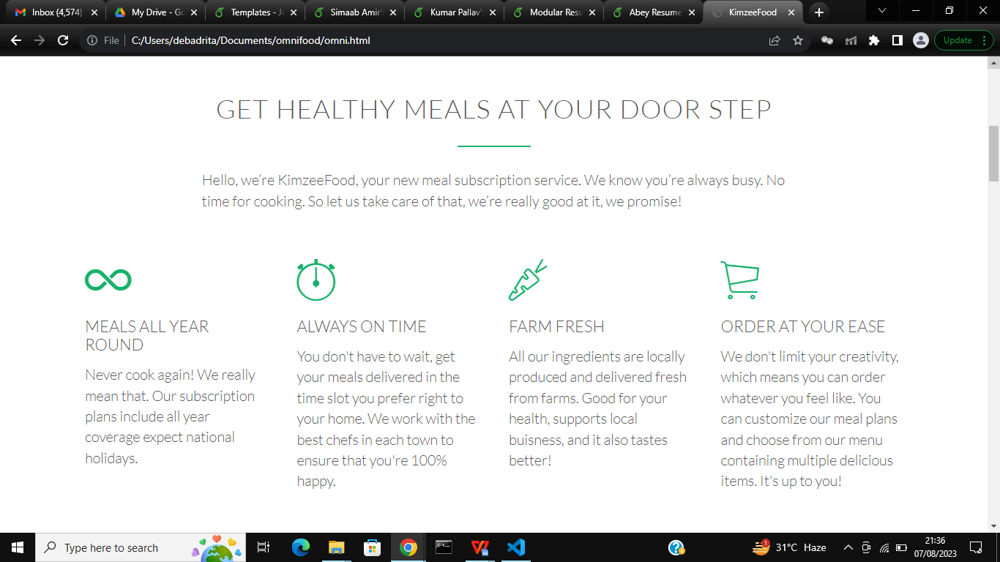 Inbox (4,574)
My Drive - Go
Templates - Jo
Simaab Amir's
Kumar Pallav'
Modular Resu
Abey Resume
KimzeeFood
File
C:/Users/debadrita/Documents/omnifood/omni.html
Update
GET HEALTHY MEALS AT YOUR DOOR STEP
Hello, we’re KimzeeFood, your new meal subscription service. We know you’re always busy. No
time for cooking. So let us take care of that, we’re really good at it, we promise!
MEALS ALL YEAR
ROUND
Never cook again! We really
mean that. Our subscription
plans include all year
coverage expect national
holidays.
ALWAYS ON TIME
You don't have to wait, get
your meals delivered in the
time slot you prefer right to
your home. We work with the
best chefs in each town to
ensure that you're 100%
happy.
FARM FRESH
All our ingredients are locally
produced and delivered fresh
from farms. Good for your
health, supports local
buisness, and it also tastes
better!
ORDER AT YOUR EASE
We don't limit your creativity,
which means you can order
whatever you feel like. You
can customize our meal plans
and choose from our menu
containing multiple delicious
items. It's up to you!
Type here to search
1
31°C Haze
21:36
07/08/2023